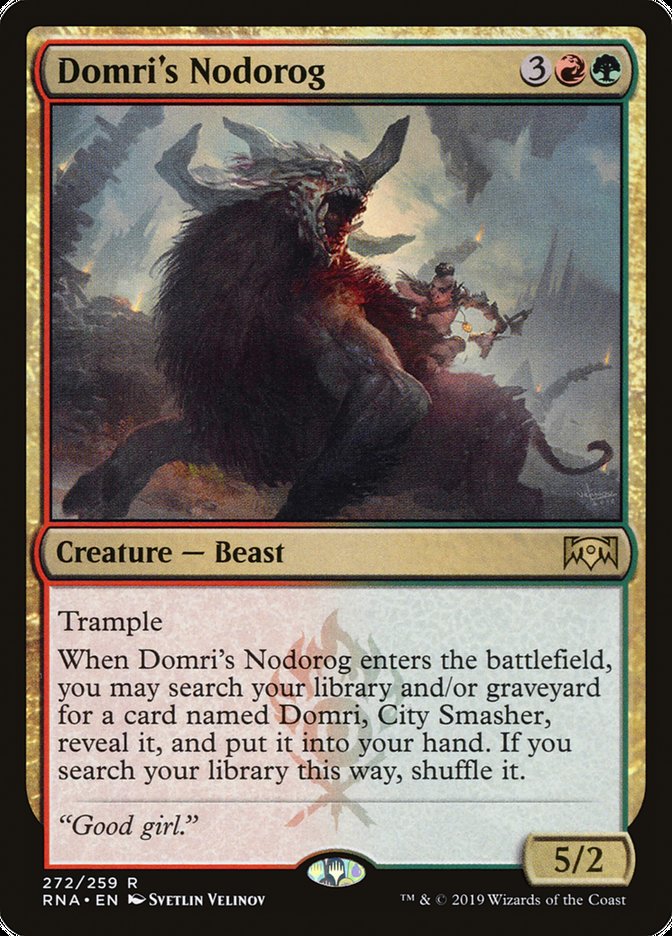 Domri's Nodorog 3
Creature — Beast
Trample
When Domri's Nodorog enters the battlefield,
you may search your library and/or graveyard
for a card named Domri, City Smasher,
reveal it, and put it into your hand. If you
search your library this way, shuffle it.
“Good girl.”
5/2
272/259 R
RNA • EN Svetlin Velinov
™ & © 2019 Wizards of the Coast